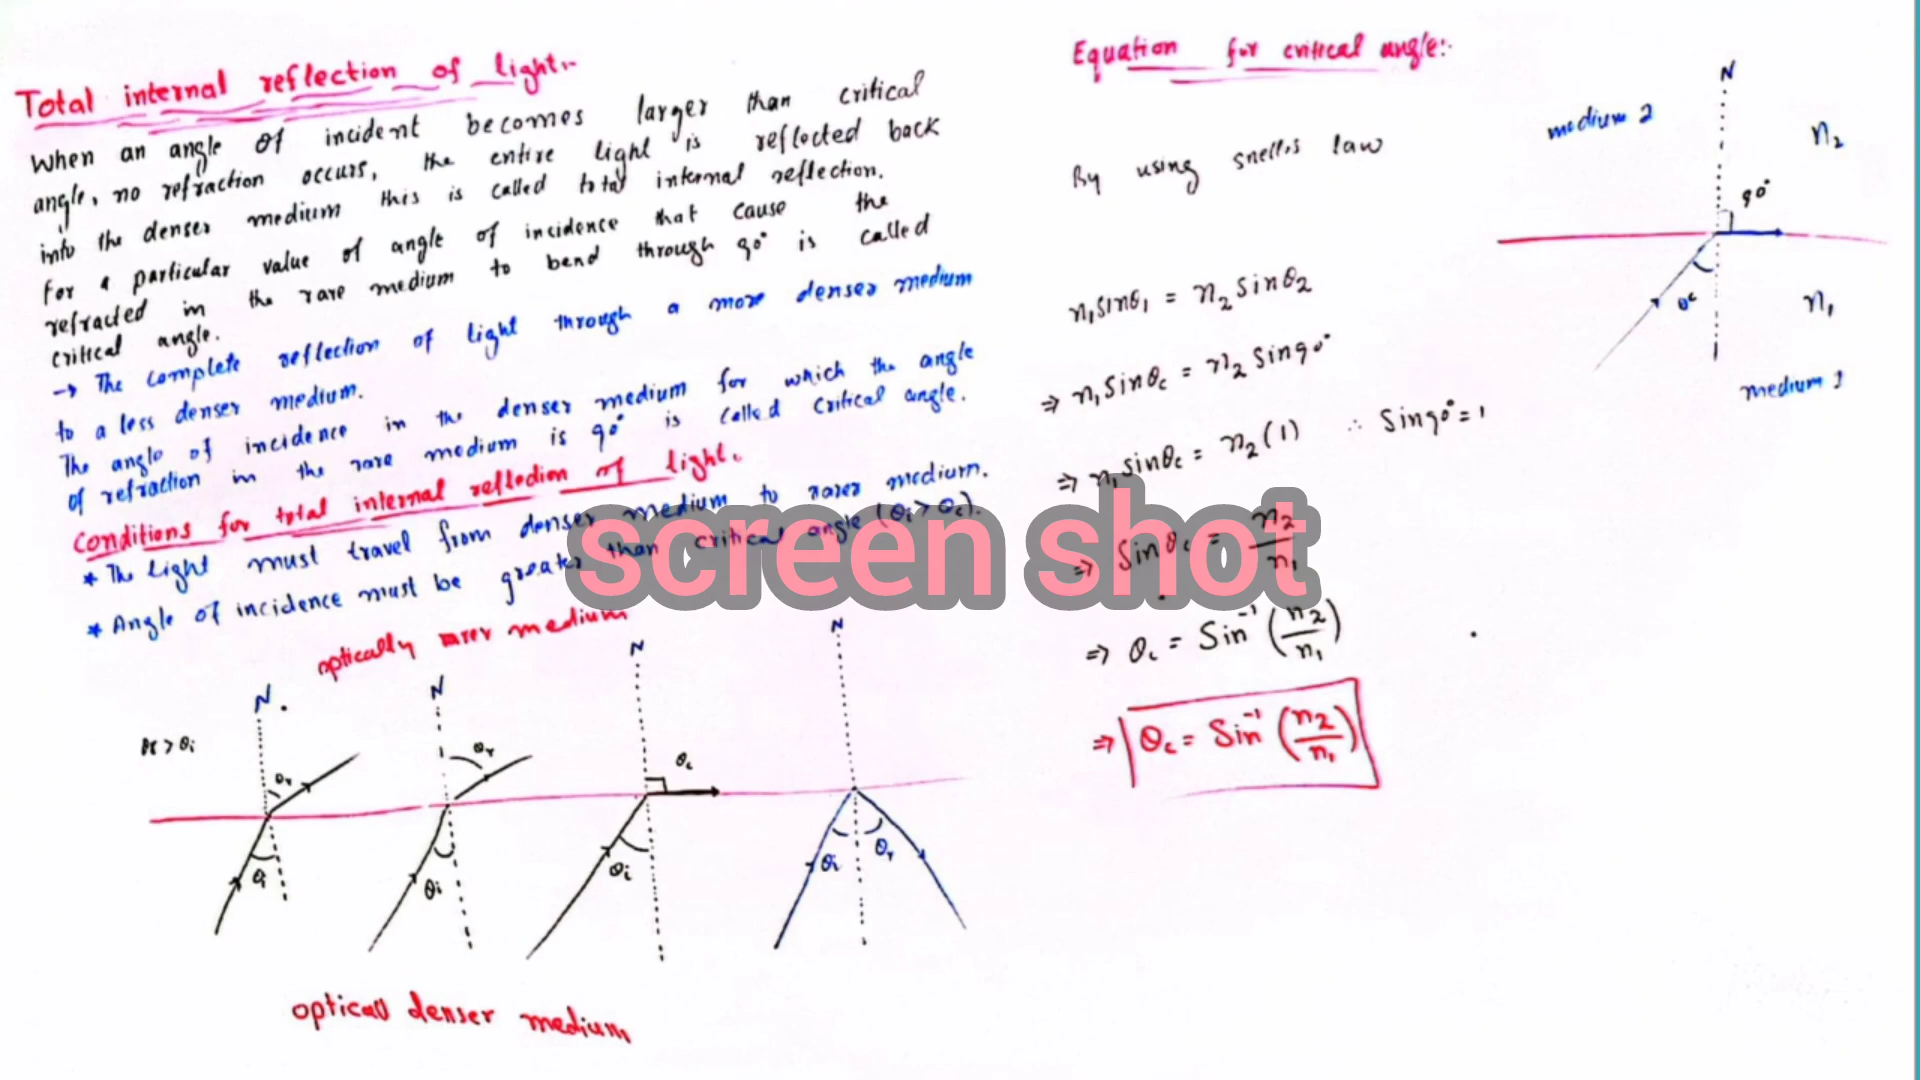 Total internal reflection of light:-
When an angle of incident becomes larger than critical
angle, no refraction occurs, the entire light is reflected back
into the denser medium this is called total internal reflection.
For a particular value of angle of incidence that cause the
refracted in the rare medium to bend through 90° is called
critical angle.
→ The complete reflection of light through a more denser medium
to a less denser medium.
The angle of incidence in the denser medium for which the angle
of refraction in the rare medium is 90° is called critical angle.
Conditions for total internal reflection of light.
* The light must travel from denser medium to rarer medium.
* Angle of incidence must be greater than critical angle (θi > θc).
optically rarer medium
N
N
N
N
θr > θi
θr
θr
θc
θi
θi
θi
θi
θr
optical denser medium
Equation for critical angle:-
By using snell's law
n₁sinθ₁ = n₂sinθ₂
⇒ n₁sinθc = n₂ sin90°
⇒ n₁sinθc = n₂(1) ∴ Sin90° = 1
⇒ Sinθc = n₂/n₁
⇒ θc = Sin⁻¹(n₂/n₁)
⇒ θc = Sin⁻¹(n₂/n₁)
N
medium 2
n₂
90°
θc
n₁
medium 1
screen shot